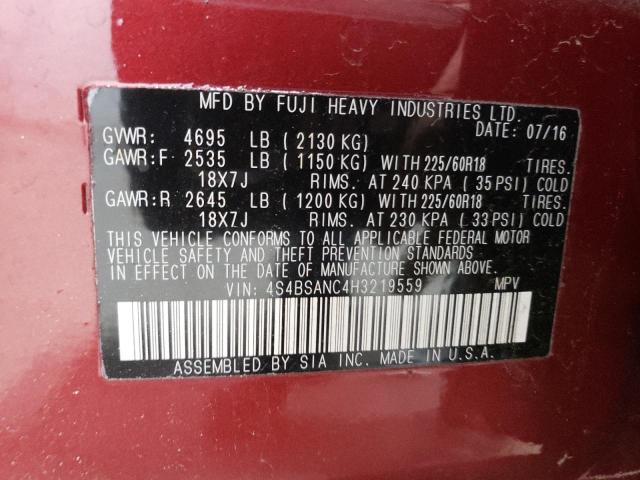 MFD BY FUJI HEAVY INDUSTRIES LTD.
DATE: 07/16
GVWR: 4695 LB ( 2130 KG)
GAWR:F 2535 LB ( 1150 KG) WITH 225/60R18 TIRES.
18X7J RIMS. AT 240 KPA ( 35 PSI) COLD
GAWR:R 2645 LB ( 1200 KG) WITH 225/60R18 TIRES.
18X7J RIMS. AT 230 KPA ( 33 PSI) COLD
THIS VEHICLE CONFORMS TO ALL APPLICABLE FEDERAL MOTOR
VEHICLE SAFETY AND THEFT PREVENTION STANDARDS IN
EFFECT ON THE DATE OF MANUFACTURE SHOWN ABOVE.
VIN: 4S4BSANC4H3219559 MPV
ASSEMBLED BY SIA INC. MADE IN U.S.A.